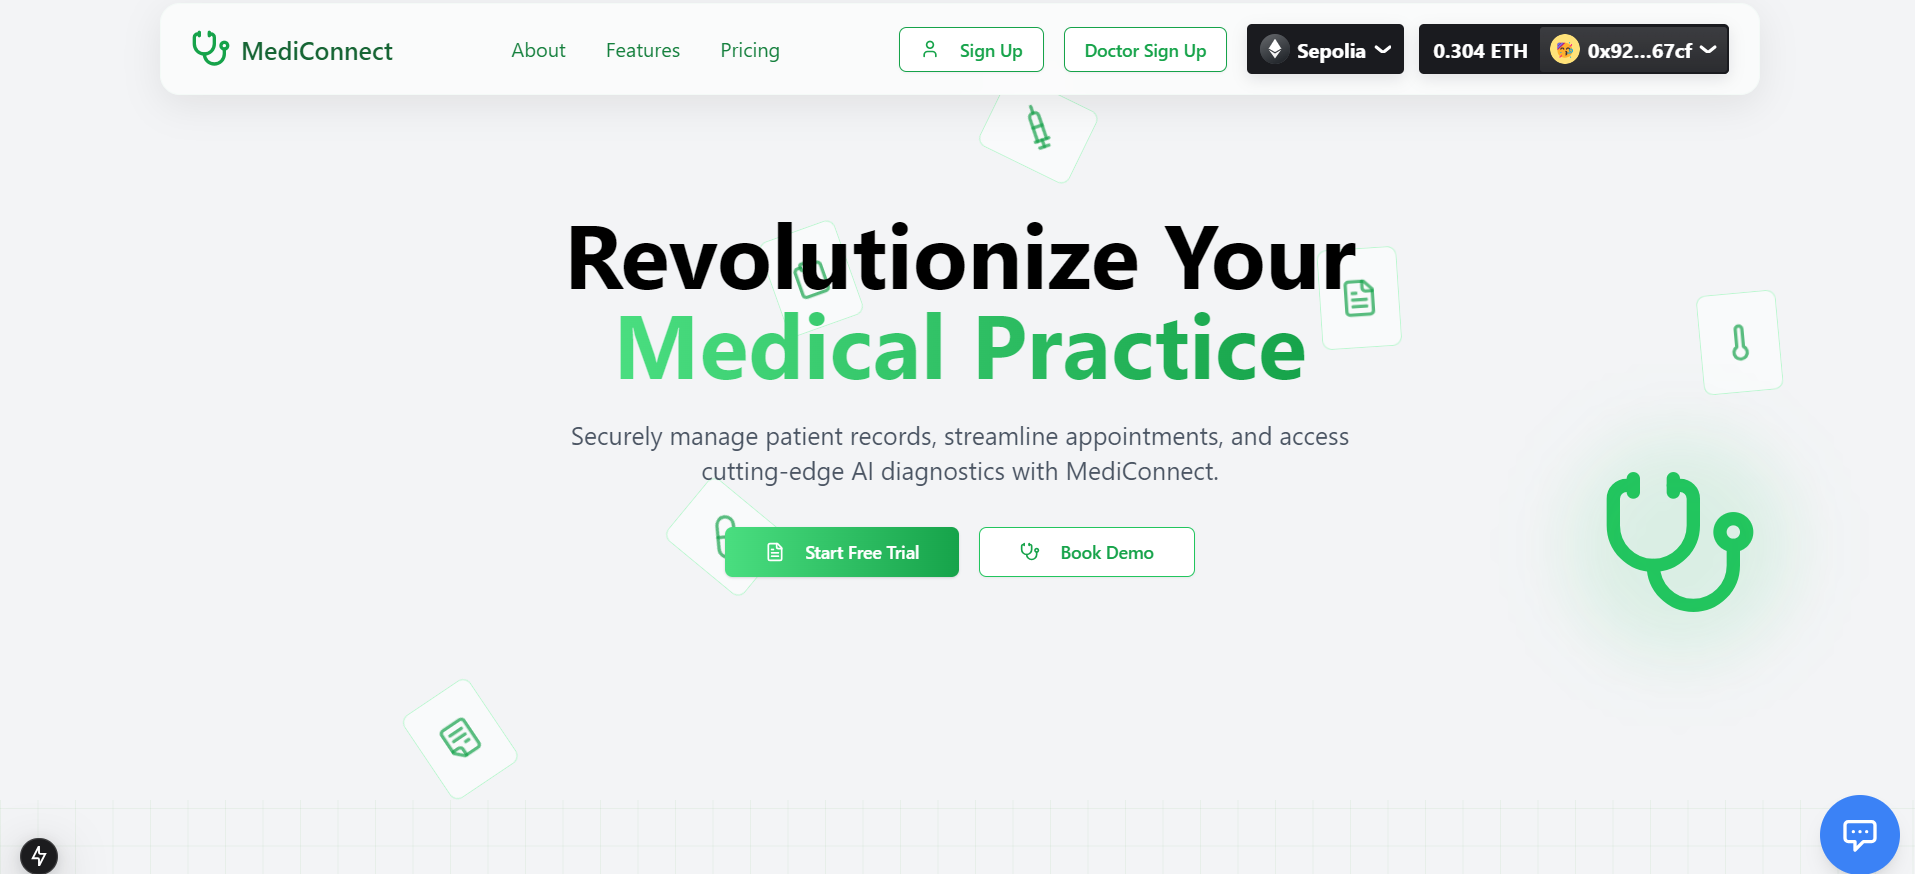 MediConnect
About
Features
Pricing
Sign Up
Doctor Sign Up
Sepolia
0.304 ETH
0x92...67cf
Revolutionize Your
Medical Practice
Securely manage patient records, streamline appointments, and access
cutting-edge AI diagnostics with MediConnect.
Start Free Trial
Book Demo